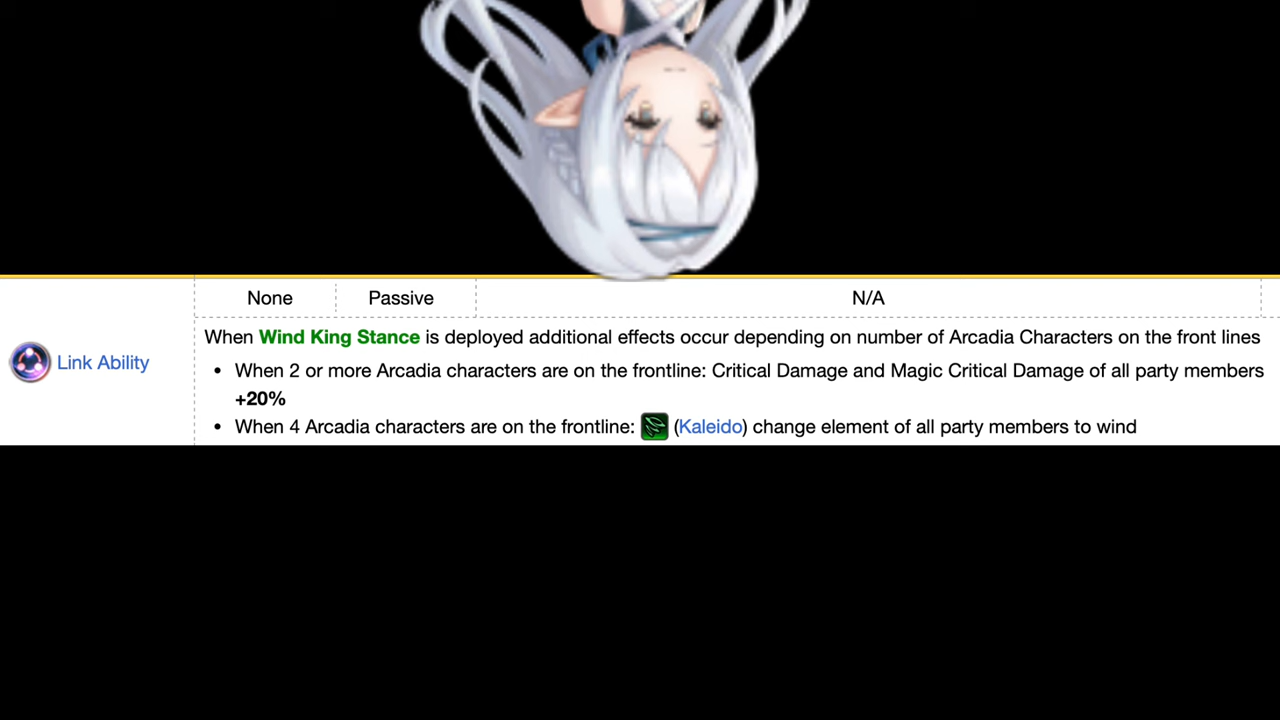 None Passive N/A
When Wind King Stance is deployed additional effects occur depending on number of Arcadia Characters on the front lines
Link Ability
• When 2 or more Arcadia characters are on the frontline: Critical Damage and Magic Critical Damage of all party members
+20%
• When 4 Arcadia characters are on the frontline: (Kaleido) change element of all party members to wind